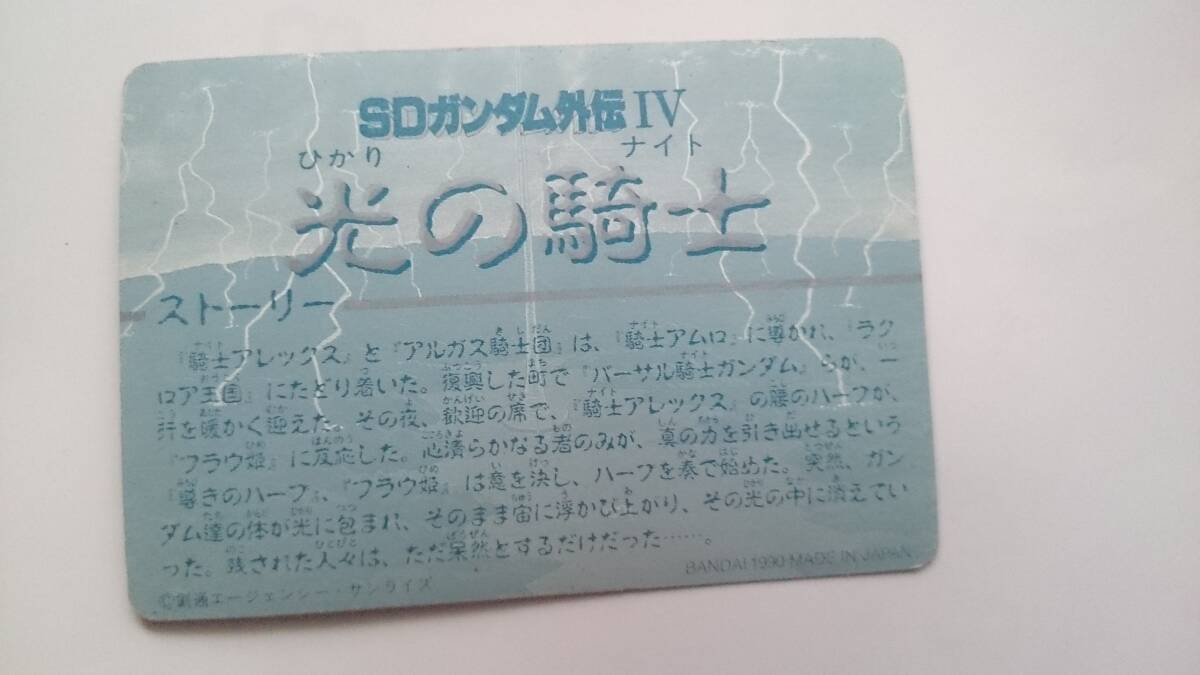 SDガンダム外伝IV
ひかり ナイト
光の騎士
ストーリー
『騎士アレックス』と『アルガス騎士団』は、『騎士アムロ』に導かれ、『ラク
ロア王国』にたどり着いた。復興した町で『バーサル騎士ガンダム』らが、一
行を暖かく迎えた。その夜、歓迎の席で、『騎士アレックス』の腰のハープが、
『フラウ姫』に反応した。心清らかなる者のみが、真の力を引き出せるという
『導きのハープ』、『フラウ姫』は意を決し、ハープを奏で始めた。突然、ガン
ダム達の体が光に包まれ、そのまま宙に浮かび上がり、その光の中に消えてい
った。残された人々は、ただ呆然とするだけだった……。
©創通エージェンシー・サンライズ
BANDAI 1990 MADE IN JAPAN